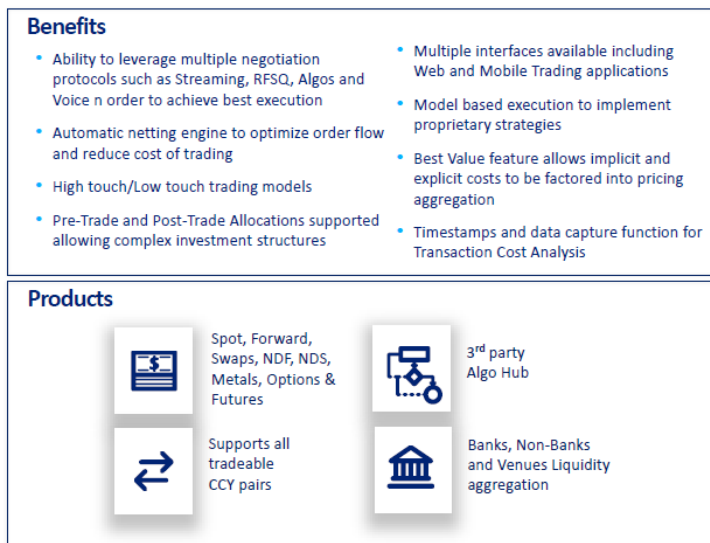 Benefits
• Ability to leverage multiple negotiation
protocols such as Streaming, RFSQ, Algos and
Voice n order to achieve best execution
• Automatic netting engine to optimize order flow
and reduce cost of trading
• High touch/Low touch trading models
• Pre-Trade and Post-Trade Allocations supported
allowing complex investment structures
• Multiple interfaces available including
Web and Mobile Trading applications
• Model based execution to implement
proprietary strategies
• Best Value feature allows implicit and
explicit costs to be factored into pricing
aggregation
• Timestamps and data capture function for
Transaction Cost Analysis
Products
$
Spot, Forward,
Swaps, NDF, NDS,
Metals, Options &
Futures
3rd party
Algo Hub
Supports all
tradeable
CCY pairs
Banks, Non-Banks
and Venues Liquidity
aggregation